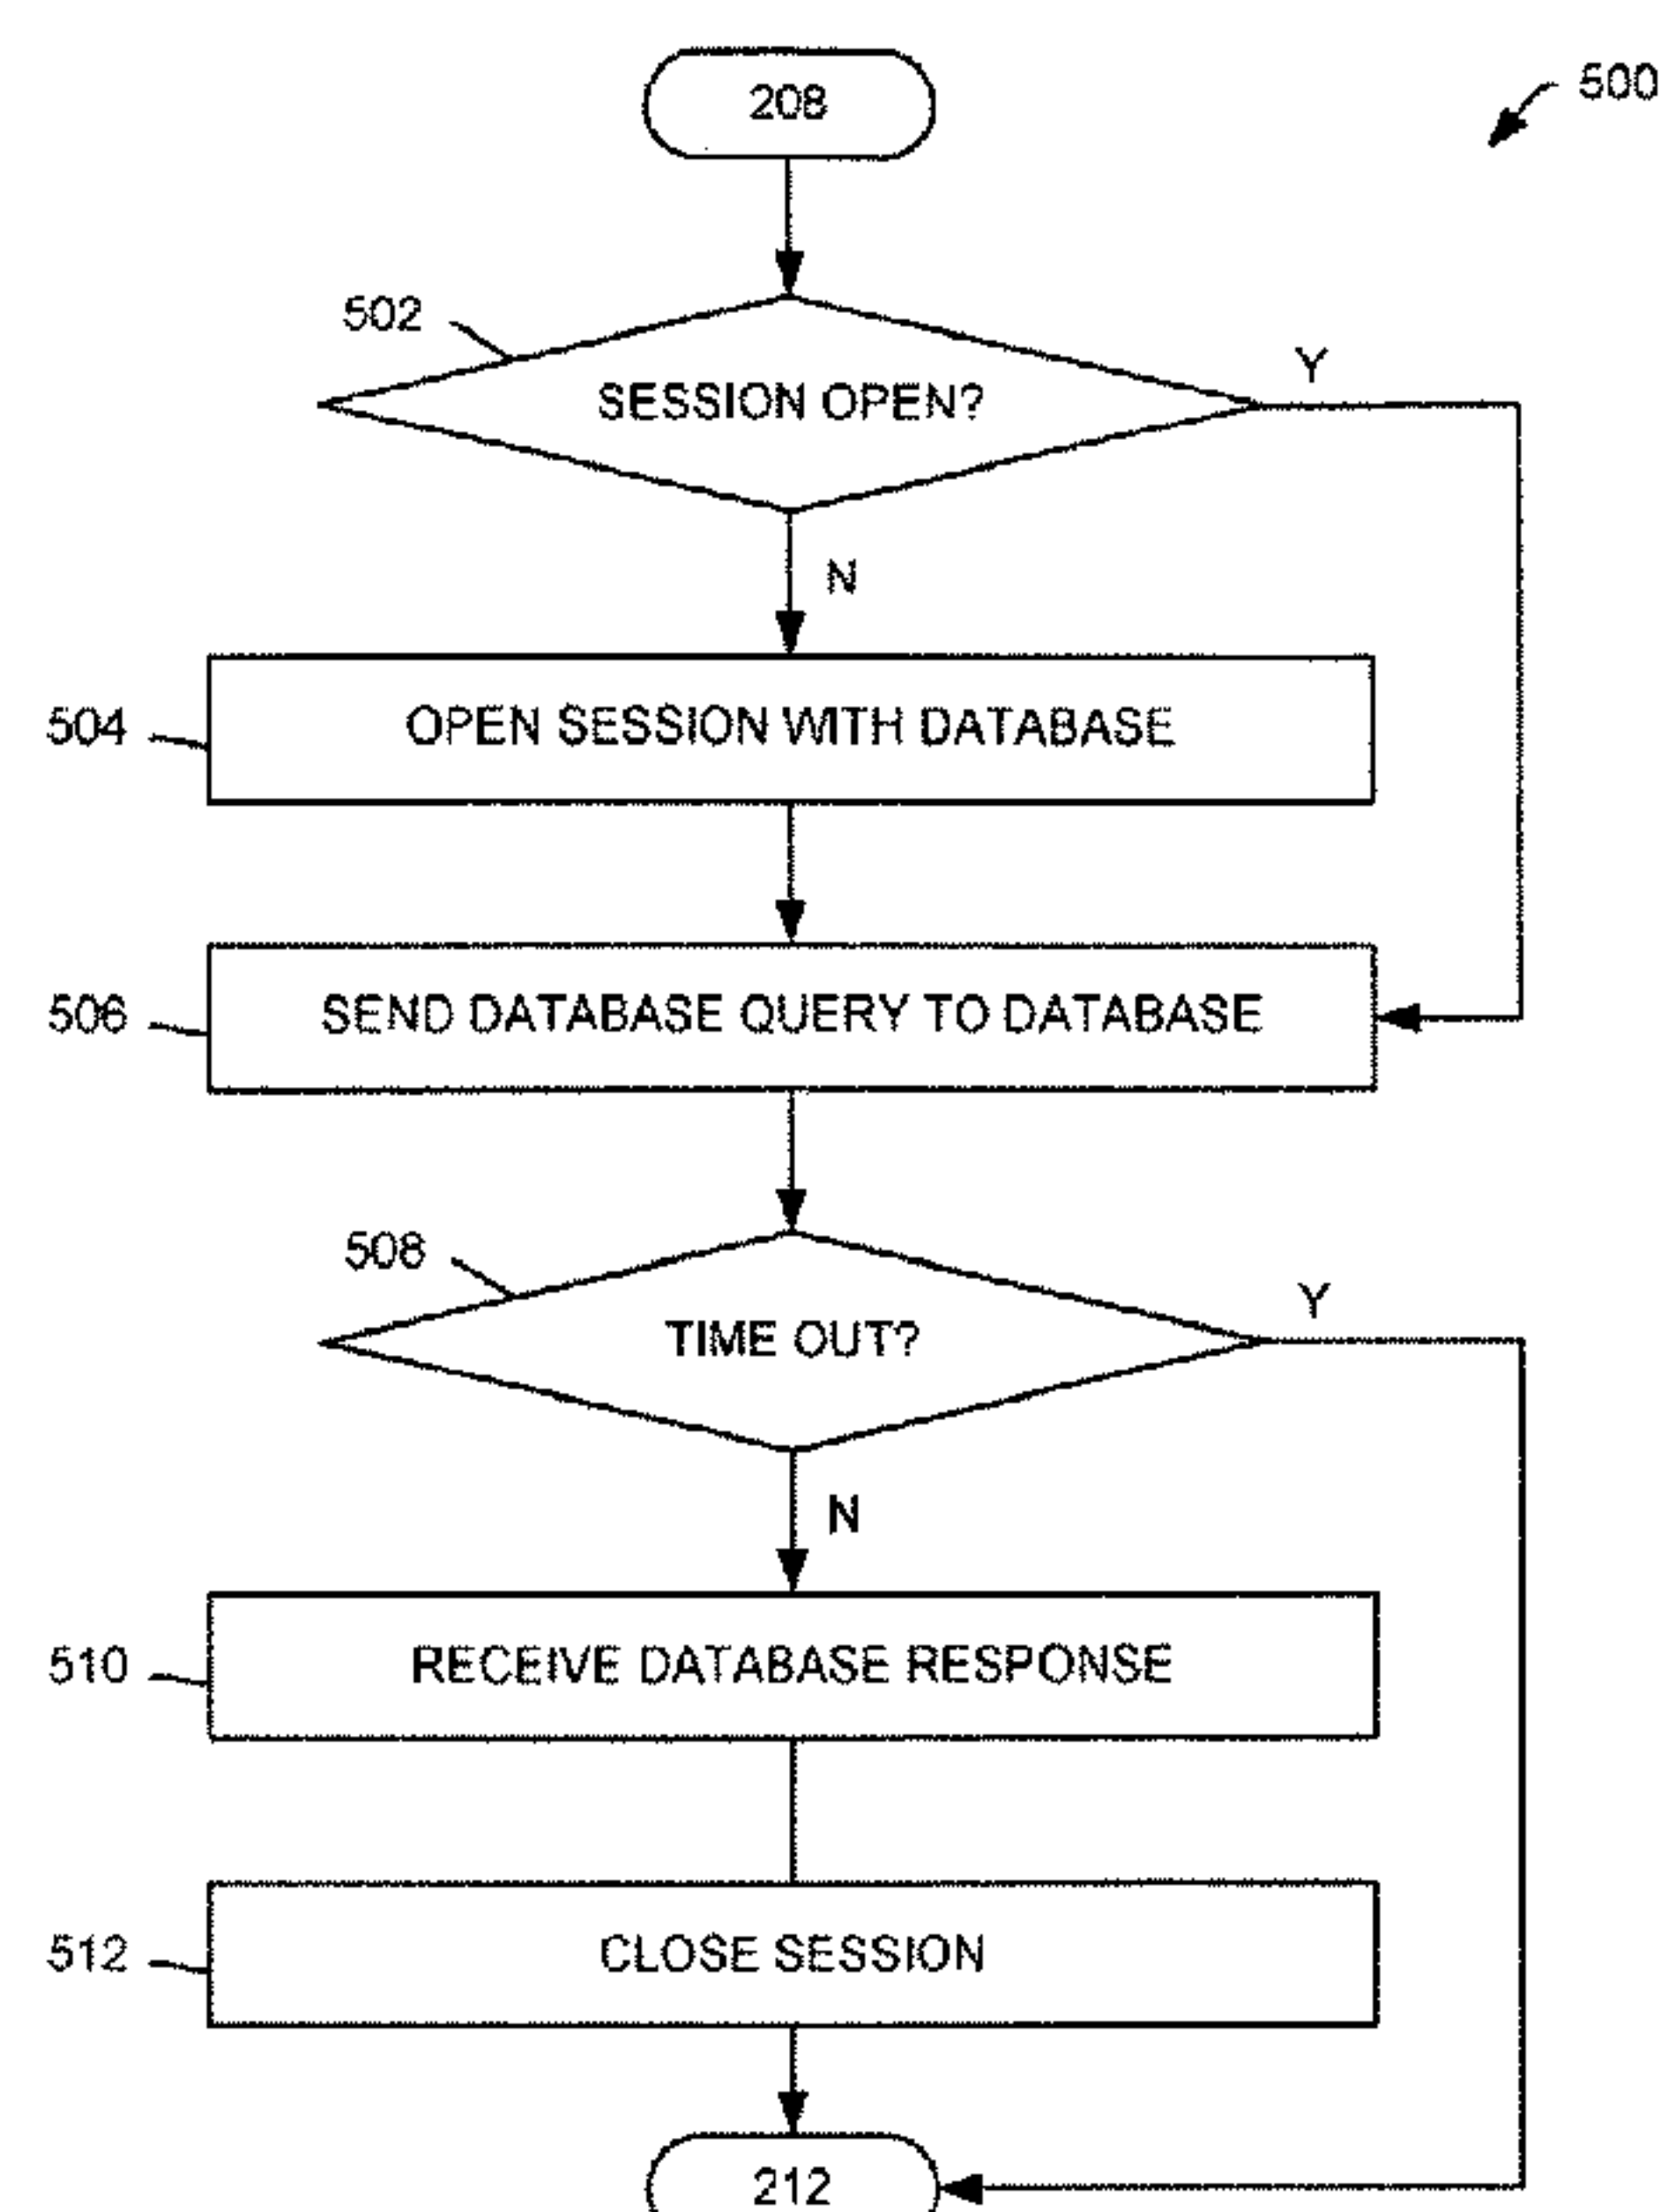 208
500
502
SESSION OPEN?
Y
N
504
OPEN SESSION WITH DATABASE
506
SEND DATABASE QUERY TO DATABASE
508
TIME OUT?
Y
N
510
RECEIVE DATABASE RESPONSE
512
CLOSE SESSION
212